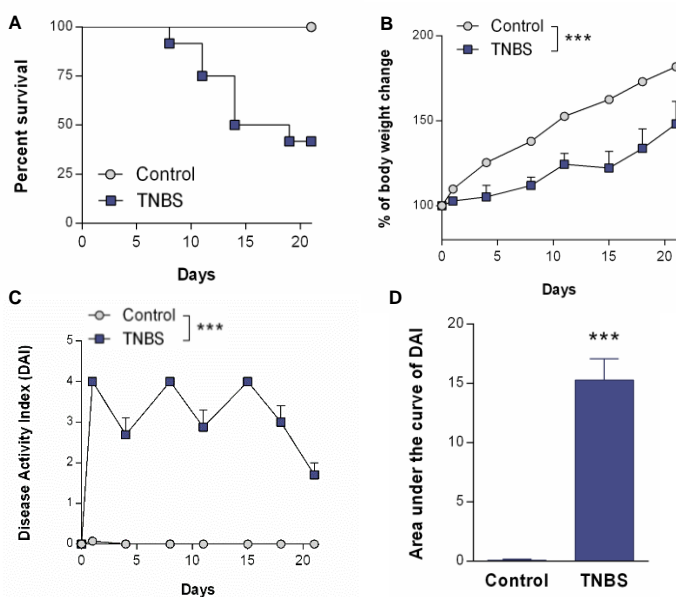 A
Percent survival
100
75
50
25
0
Control
TNBS
0 5 10 15 20
Days
B
Control
TNBS
***
% of body weight change
200
150
100
0 5 10 15 20
Days
C
Control
TNBS
***
Disease Activity Index (DAI)
5
4
3
2
1
0
0 5 10 15 20
Days
D
Area under the curve of DAI
20
15
10
5
0
***
Control TNBS